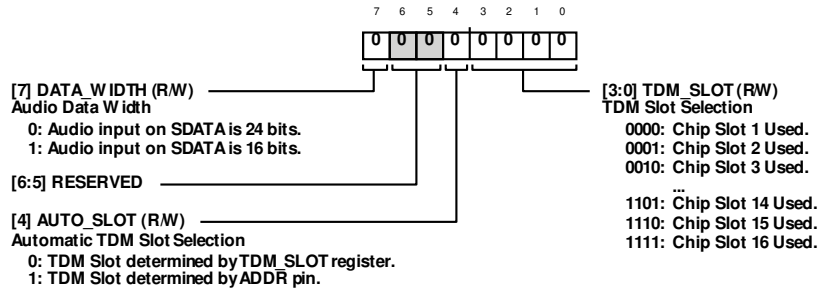 7 6 5 4 3 2 1 0
0 0 0 0 0 0 0 0
[7] DATA_WIDTH (R/W)
Audio Data Width
0: Audio input on SDATA is 24 bits.
1: Audio input on SDATA is 16 bits.
[6:5] RESERVED
[4] AUTO_SLOT (R/W)
Automatic TDM Slot Selection
0: TDM Slot determined by TDM_SLOT register.
1: TDM Slot determined by ADDR pin.
[3:0] TDM_SLOT (R/W)
TDM Slot Selection
0000: Chip Slot 1 Used.
0001: Chip Slot 2 Used.
0010: Chip Slot 3 Used.
...
1101: Chip Slot 14 Used.
1110: Chip Slot 15 Used.
1111: Chip Slot 16 Used.